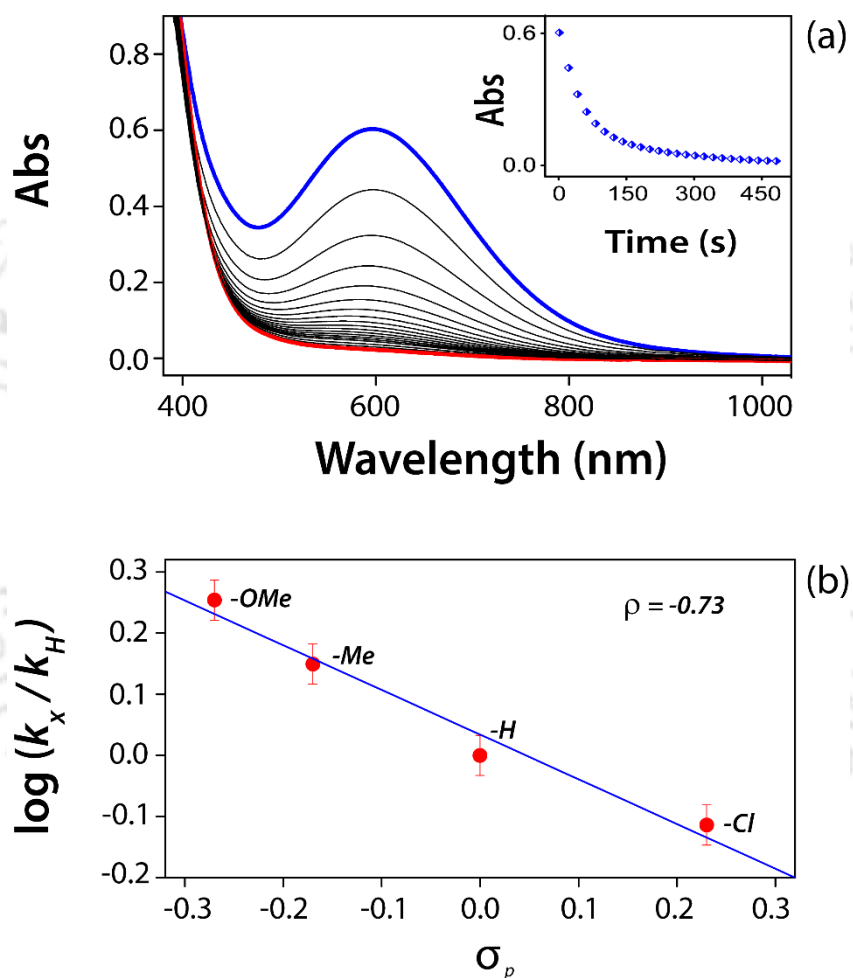 (a)
Abs
0.8
0.6
0.4
0.2
0.0
400 600 800 1000
Wavelength (nm)
Abs
0.6
0.0
0 150 300 450
Time (s)
(b)
log (kₓ / k_H)
0.3
0.2
0.1
0.0
-0.1
-0.2
-OMe
-Me
-H
-Cl
ρ = -0.73
-0.3 -0.2 -0.1 0.0 0.1 0.2 0.3
σₚ